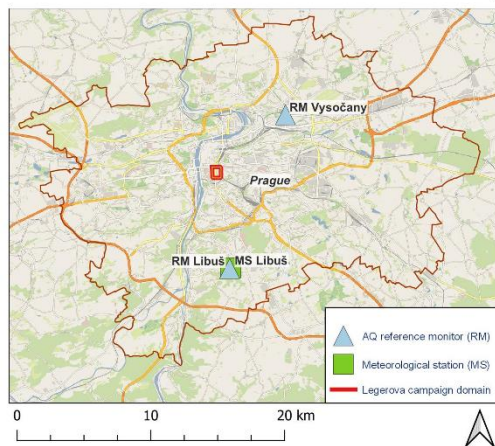 RM Vysočany
Prague
RM Libuš MS Libuš
AQ reference monitor (RM)
Meteorological station (MS)
Legerova campaign domain
0 10 20 km